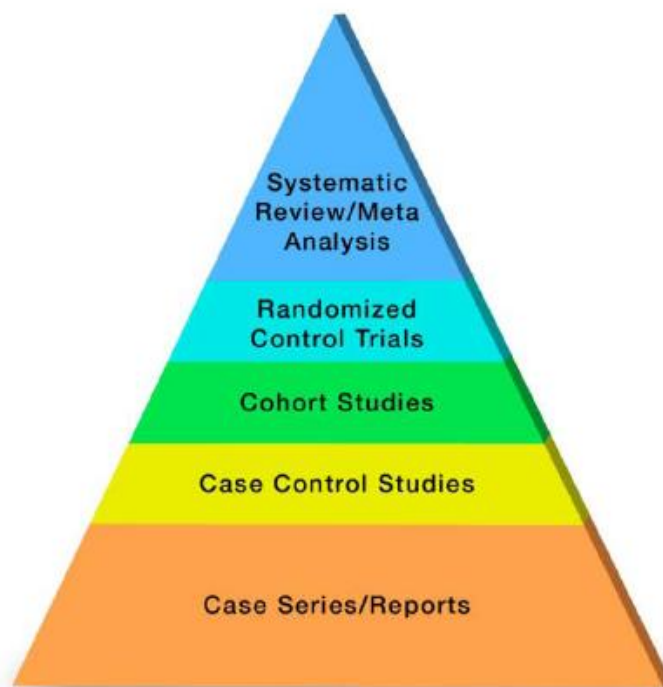 Systematic
Review/Meta
Analysis
Randomized
Control Trials
Cohort Studies
Case Control Studies
Case Series/Reports